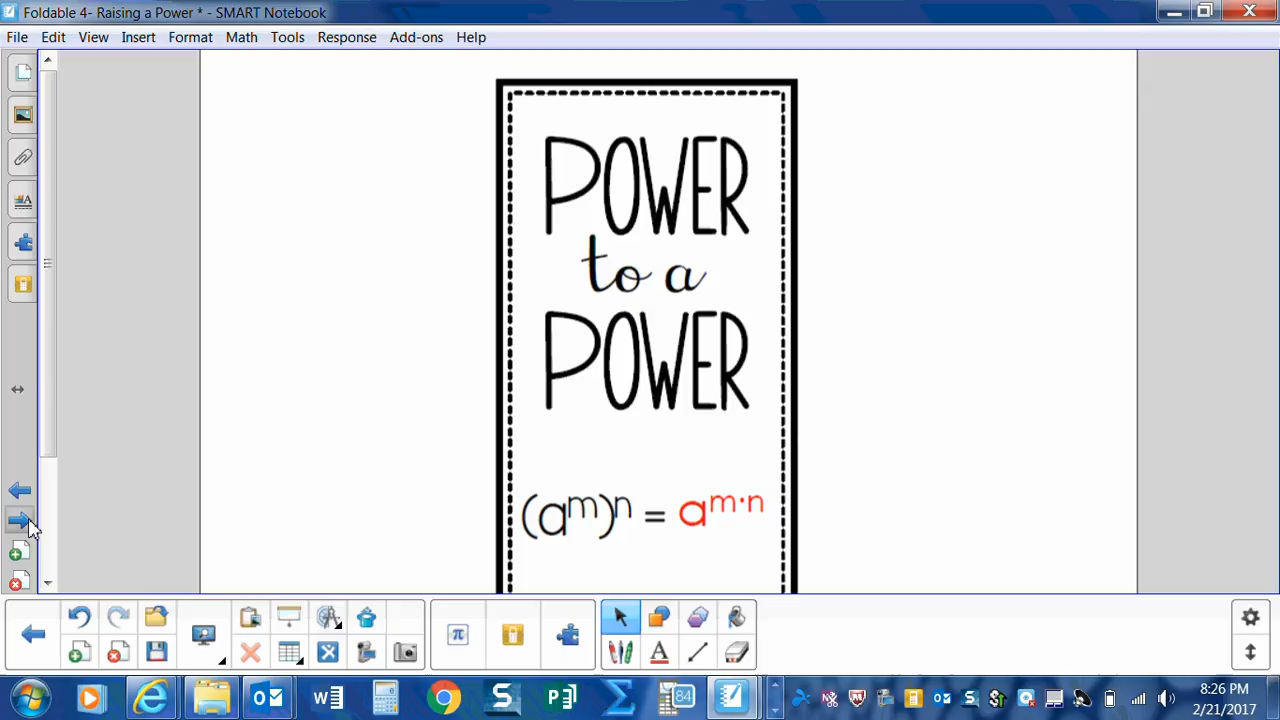 Foldable 4- Raising a Power * - SMART Notebook
File Edit View Insert Format Math Tools Response Add-ons Help
POWER
to a
POWER
(a^m)^n = a^{m·n}
π
A
W
S
P
Σ
84
8:26 PM
2/21/2017